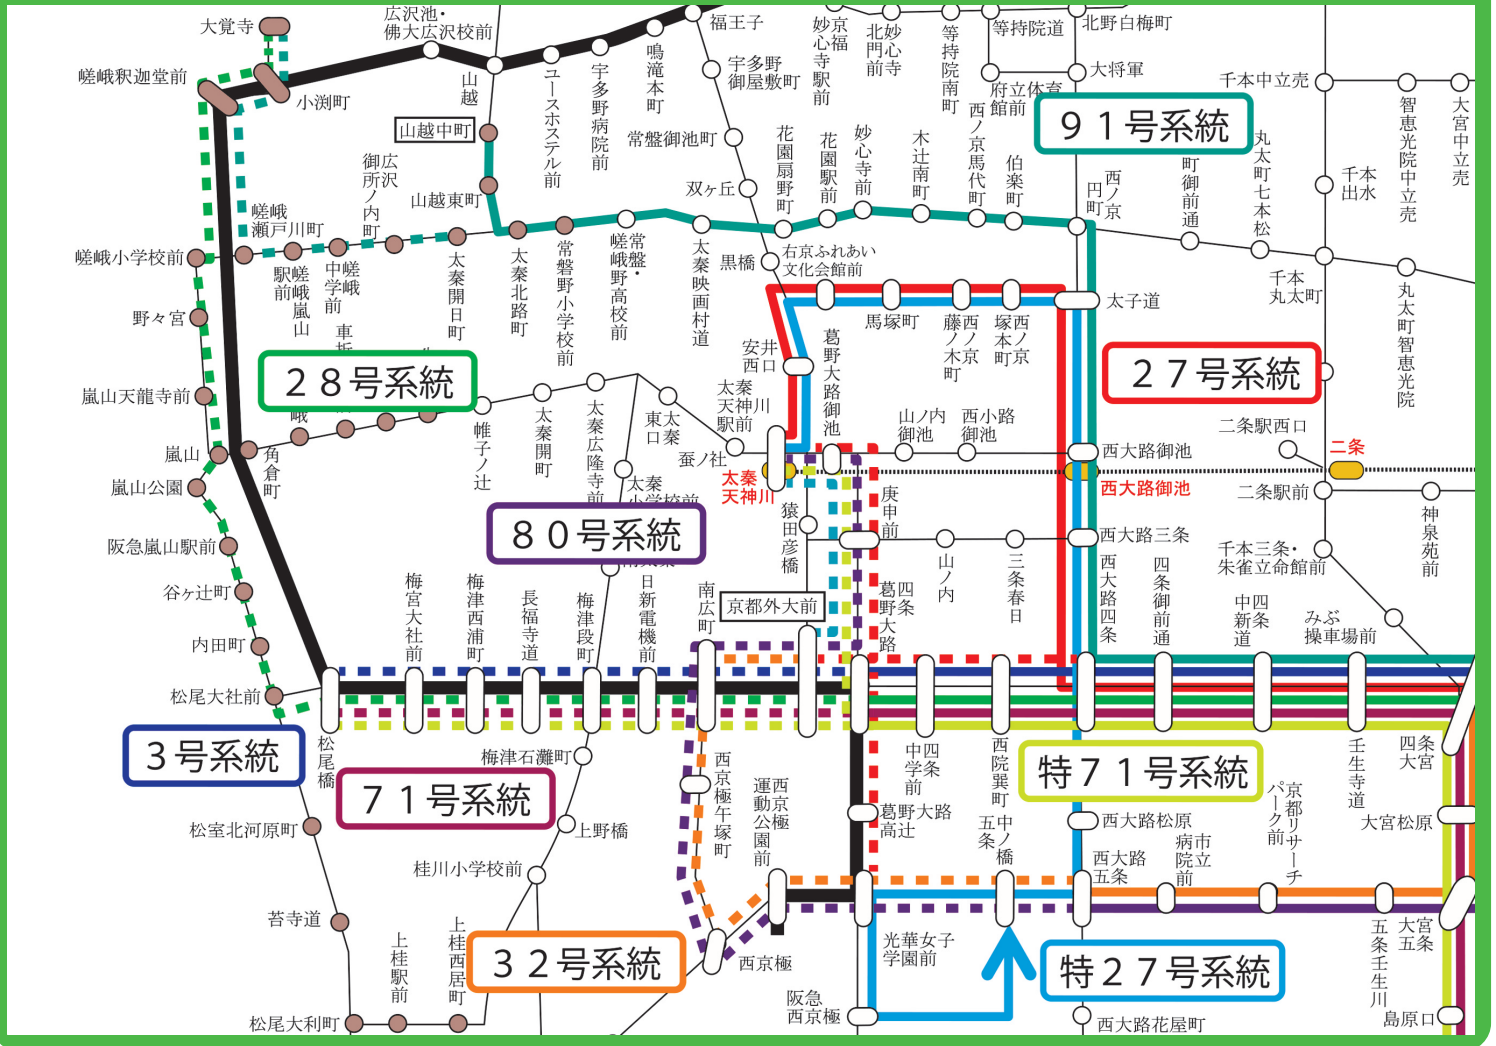 大覚寺
広沢池・
佛大広沢校前
福王子
妙心寺前
京福
妙心寺駅前
妙心寺
北門前
等持院南町
等持院道
北野白梅町
嵯峨釈迦堂前
小渕町
山越
ユースホステル前
宇多野病院前
鳴滝本町
宇多野
御屋敷町
大将軍
府立体育
館前
千本中立売
智恵光院中立売
大宮中立売
山越中町
常盤御池町
花園扇野町
花園駅前
木辻南町
西ノ京馬代町
伯楽町
９１号系統
町
御前通
丸太町七本松
千本
出水
広沢
御所ノ内町
山越東町
双ヶ丘
西ノ京
円町
嵯峨
瀬戸川町
嵯峨小学校前
嵯峨嵐山
駅前
嵯峨
中学前
太秦開日町
太秦北路町
常磐野小学校前
常盤・
嵯峨野高校前
太秦映画村道
黒橋
右京ふれあい
文化会館前
千本
丸太町
丸太町智恵光院
野々宮
馬塚町
西ノ京
藤ノ木町
西ノ京
塚本町
太子道
安井
西口
葛野大路御池
２８号系統
２７号系統
嵐山天龍寺前
帷子ノ辻
太秦開町
太秦広隆寺前
太秦
東口
太秦
天神川
駅前
山ノ内
御池
西小路
御池
二条駅西口
嵐山
角倉町
蚕ノ社
太秦
天神川
西大路御池
西大路御池
二条
嵐山公園
太秦
小学校前
猿田彦橋
庚申前
二条駅前
神泉苑前
８０号系統
阪急嵐山駅前
山ノ内
三条春日
西大路三条
千本三条・
朱雀立命館前
谷ヶ辻町
梅宮大社前
梅津西浦町
長福寺道
梅津段町
日新電機前
南広町
京都外大前
四条
葛野大路
西大路四条
四条御前通
四条
中新道
みぶ
操車場前
内田町
松尾大社前
３号系統
松尾橋
７１号系統
梅津石灘町
西京極午塚町
西京極
運動公園前
四条
中学前
西院巽町
特７１号系統
壬生寺道
四条
大宮
松室北河原町
上野橋
葛野大路
高辻
中ノ橋
五条
西大路松原
京都リサーチ
パーク前
大宮松原
桂川小学校前
西大路
五条
市立
病院前
苔寺道
上桂駅前
上桂西居町
３２号系統
西京極
光華女子
学園前
特２７号系統
五条壬生川
大宮
五条
松尾大利町
阪急
西京極
西大路花屋町
島原口